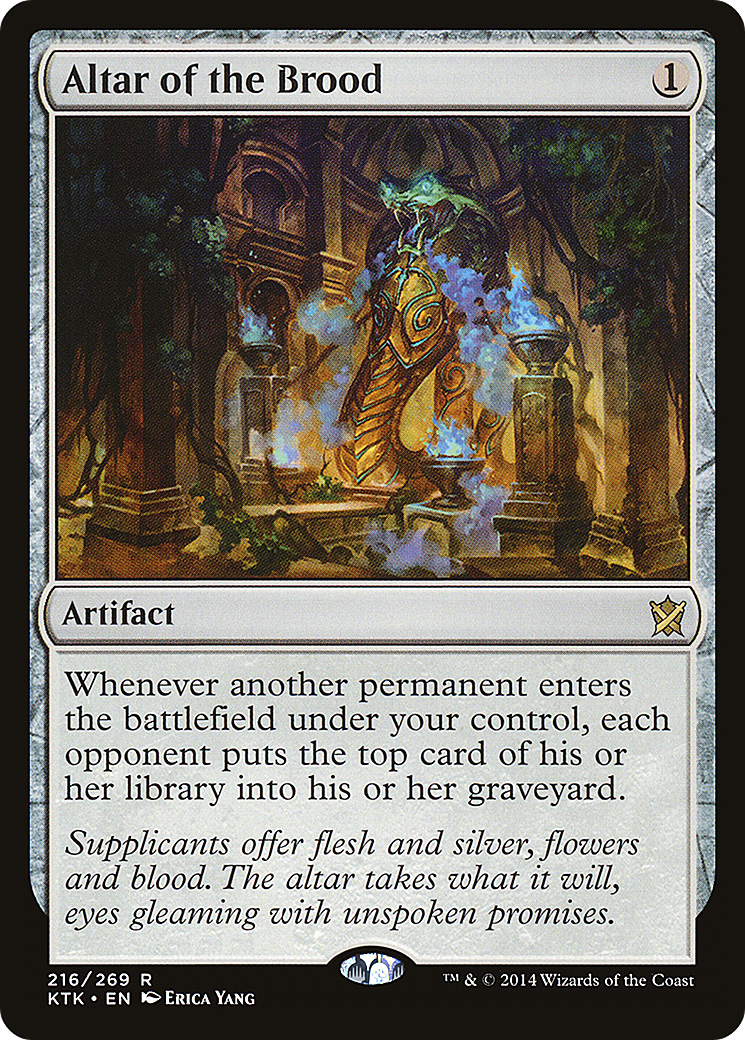 Altar of the Brood 1
Artifact
Whenever another permanent enters
the battlefield under your control, each
opponent puts the top card of his or
her library into his or her graveyard.
Supplicants offer flesh and silver, flowers
and blood. The altar takes what it will,
eyes gleaming with unspoken promises.
216/269 R ™ & © 2014 Wizards of the Coast
KTK • EN Erica Yang